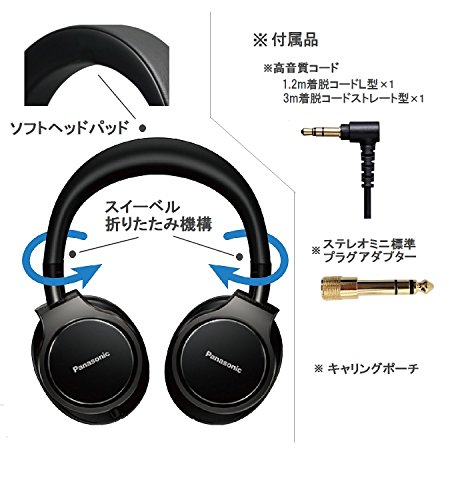 ソフトヘッドパッド
スイーベル
折りたたみ機構
Panasonic
Panasonic
※ 付属品
※高音質コード
1.2m着脱コードL型×1
3m着脱コードストレート型×1
※ ステレオミニ標準
プラグアダプター
※ キャリングポーチ